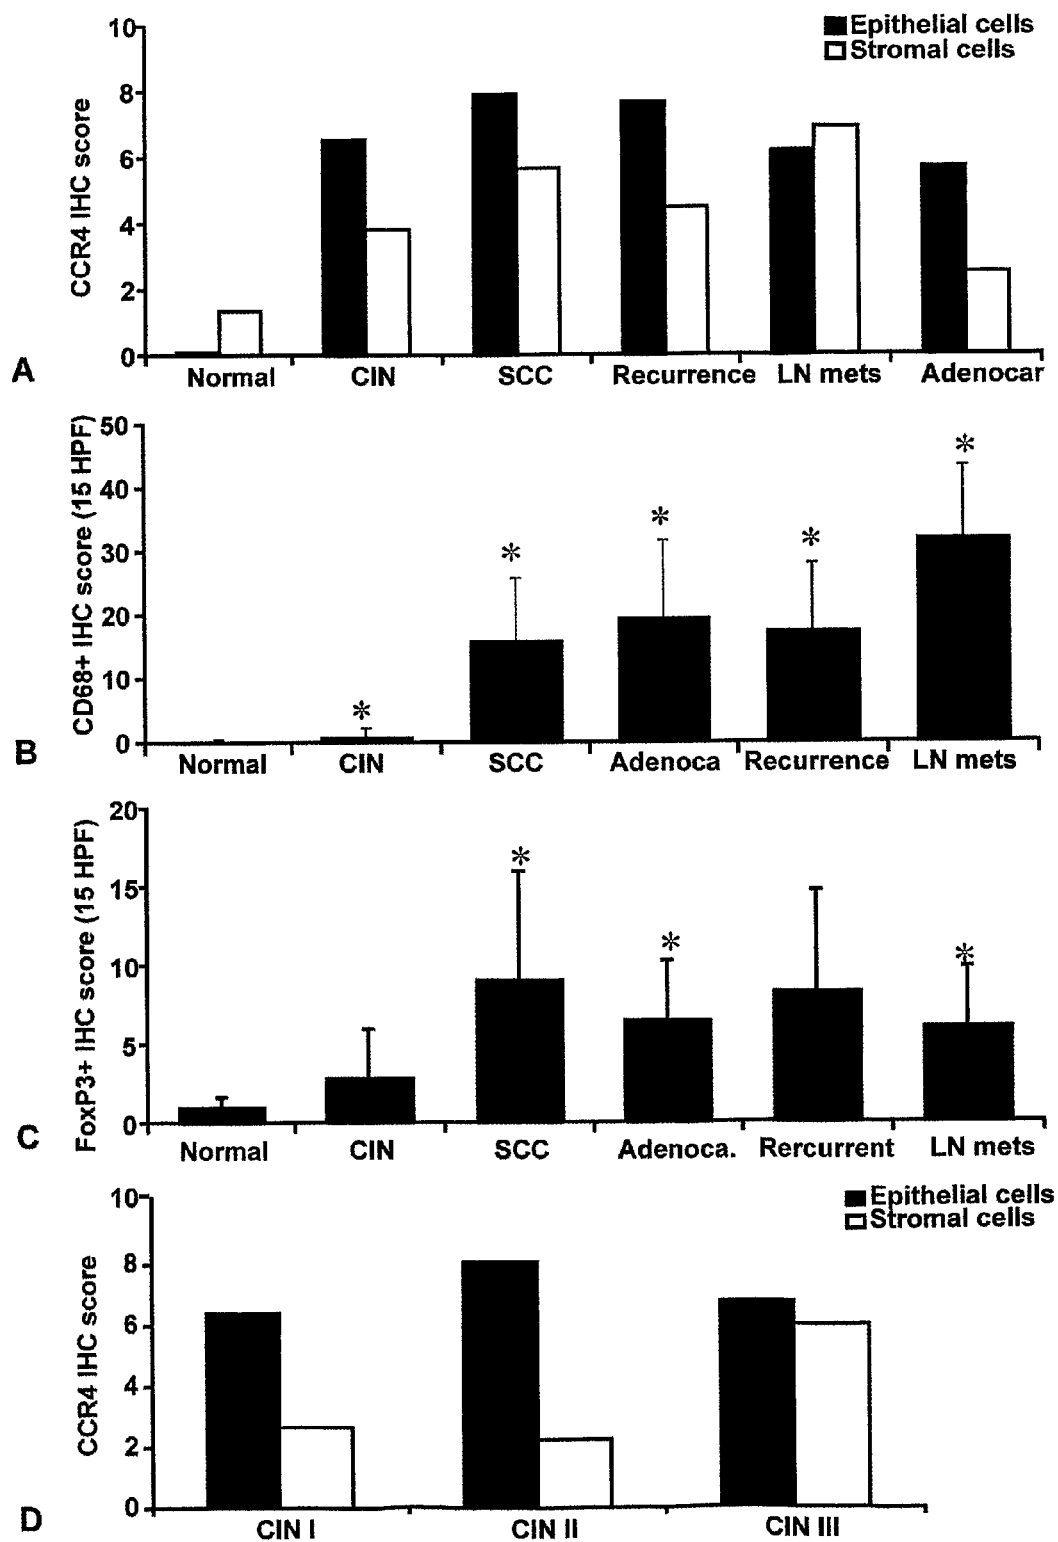 10
Epithelial cells
Stromal cells
8
6
4
2
0
CCR4 IHC score
Normal CIN SCC Recurrence LN mets Adenocar
A
50
40
30
20
10
0
CD68+ IHC score (15 HPF)
* * * * *
Normal CIN SCC Adenoca Recurrence LN mets
B
20
15
10
5
0
FoxP3+ IHC score (15 HPF)
* * *
Normal CIN SCC Adenoca. Rercurrent LN mets
C
10
Epithelial cells
Stromal cells
8
6
4
2
0
CCR4 IHC score
CIN I CIN II CIN III
D